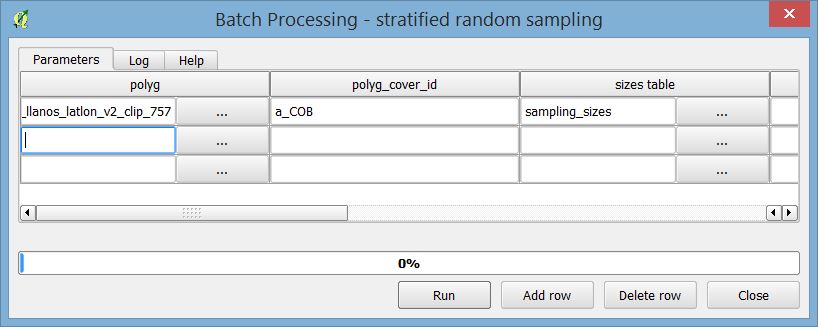 Batch Processing - stratified random sampling
Parameters Log Help
polyg polyg_cover_id sizes table
_llanos_latlon_v2_clip_757 ... a_COB sampling_sizes ...
... ...
... ...
0%
Run Add row Delete row Close